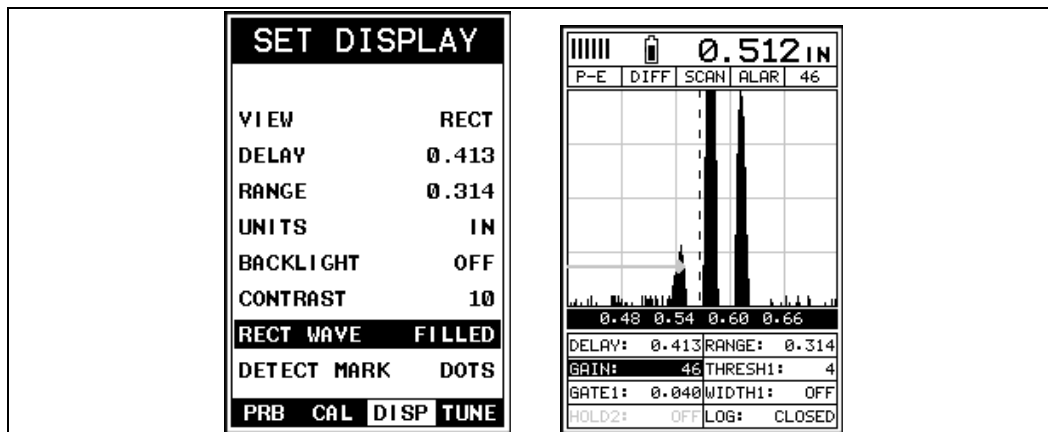 SET DISPLAY
VIEW RECT
DELAY 0.413
RANGE 0.314
UNITS IN
BACKLIGHT OFF
CONTRAST 10
RECT WAVE FILLED
DETECT MARK DOTS
PRB CAL DISP TUNE
0.512 IN
P-E DIFF SCAN ALAR 46
0.48 0.54 0.60 0.66
DELAY: 0.413 RANGE: 0.314
GAIN: 46 THRESH1: 4
GATE1: 0.040 WIDTH1: OFF
HOLD2: OFF LOG: CLOSED